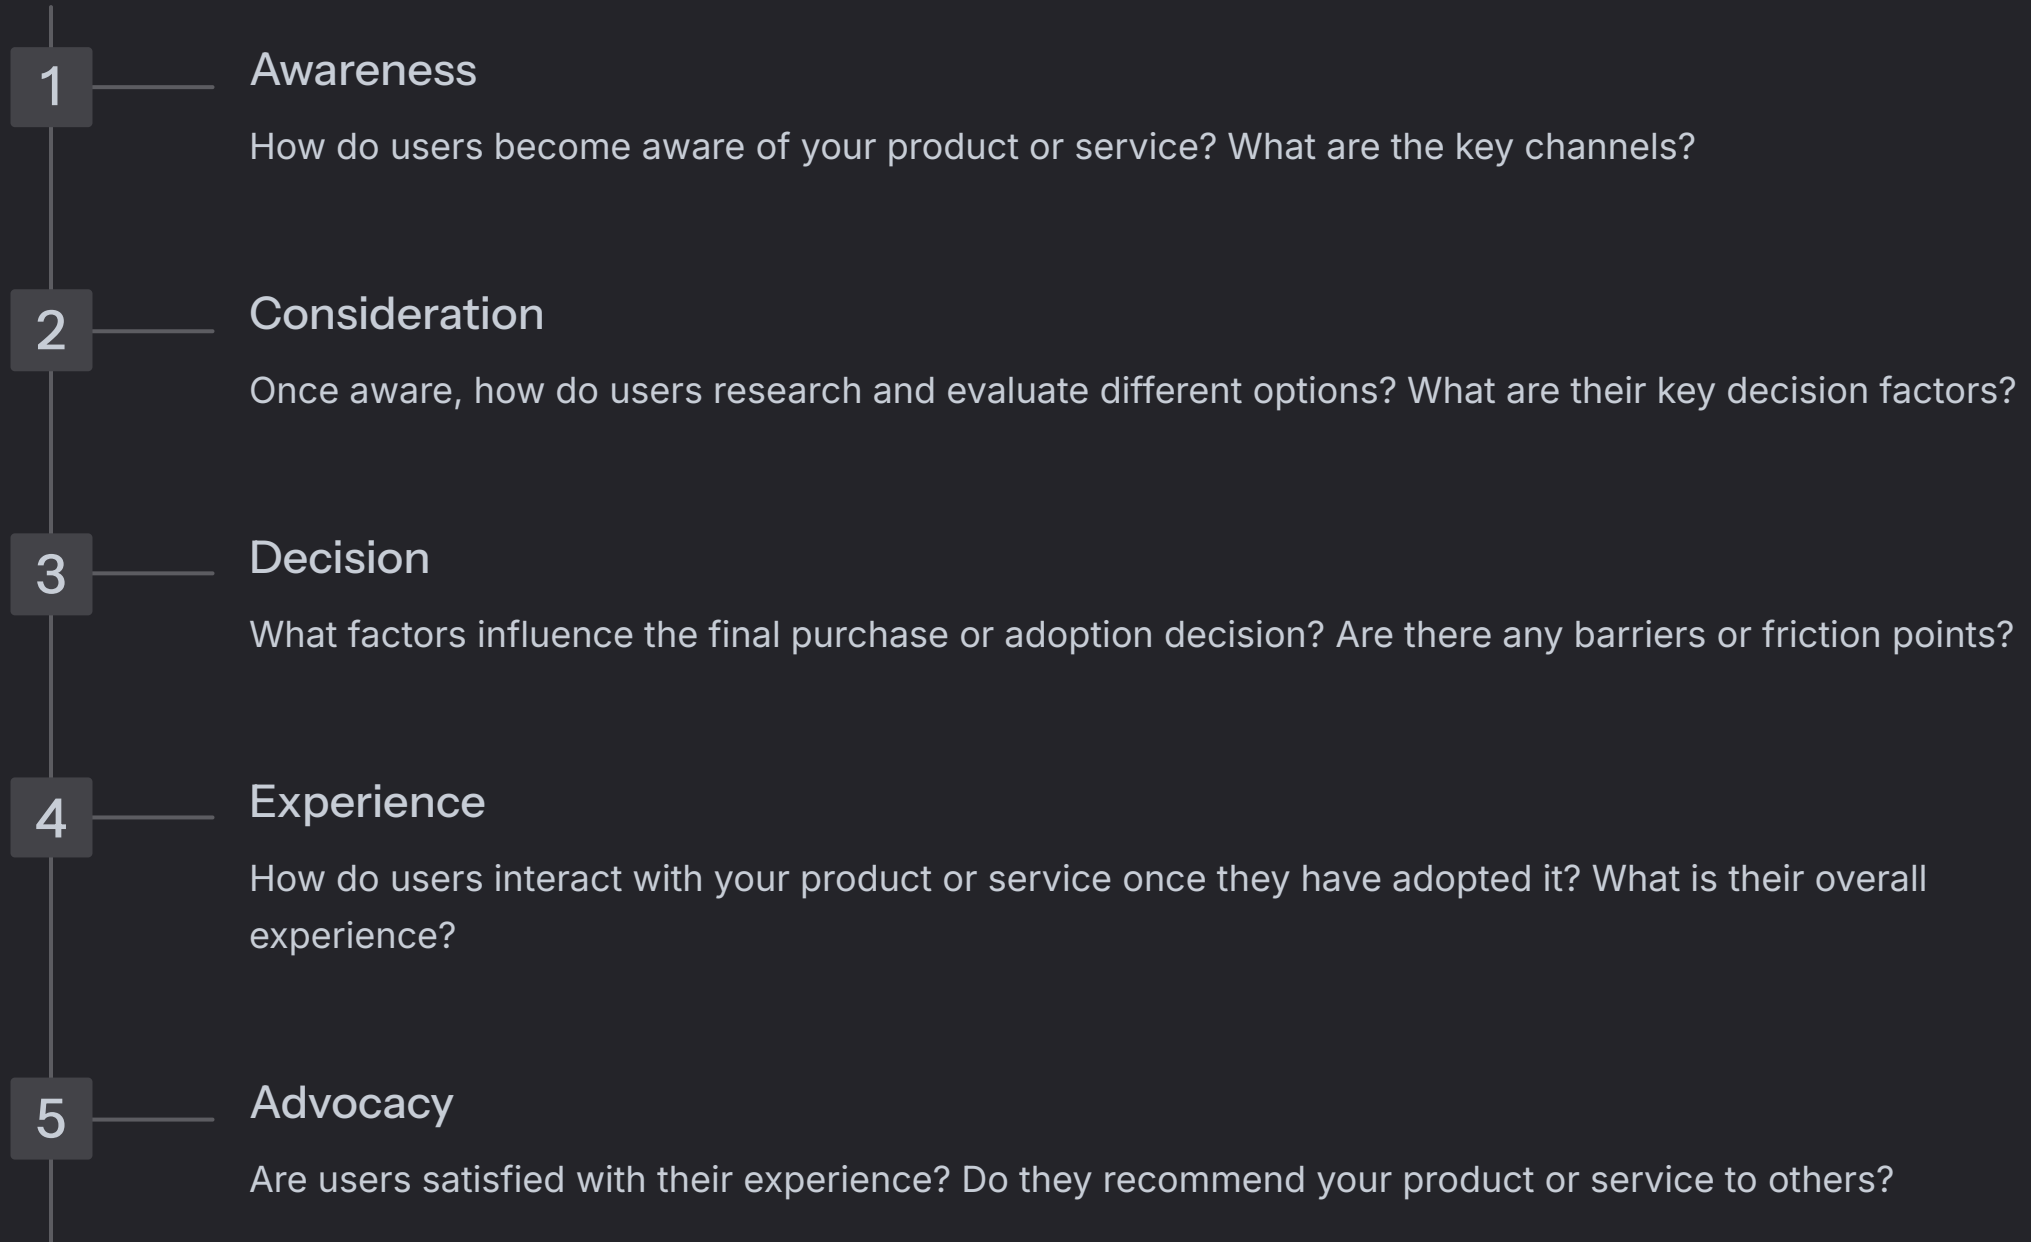 1
Awareness
How do users become aware of your product or service? What are the key channels?
2
Consideration
Once aware, how do users research and evaluate different options? What are their key decision factors?
3
Decision
What factors influence the final purchase or adoption decision? Are there any barriers or friction points?
4
Experience
How do users interact with your product or service once they have adopted it? What is their overall
experience?
5
Advocacy
Are users satisfied with their experience? Do they recommend your product or service to others?